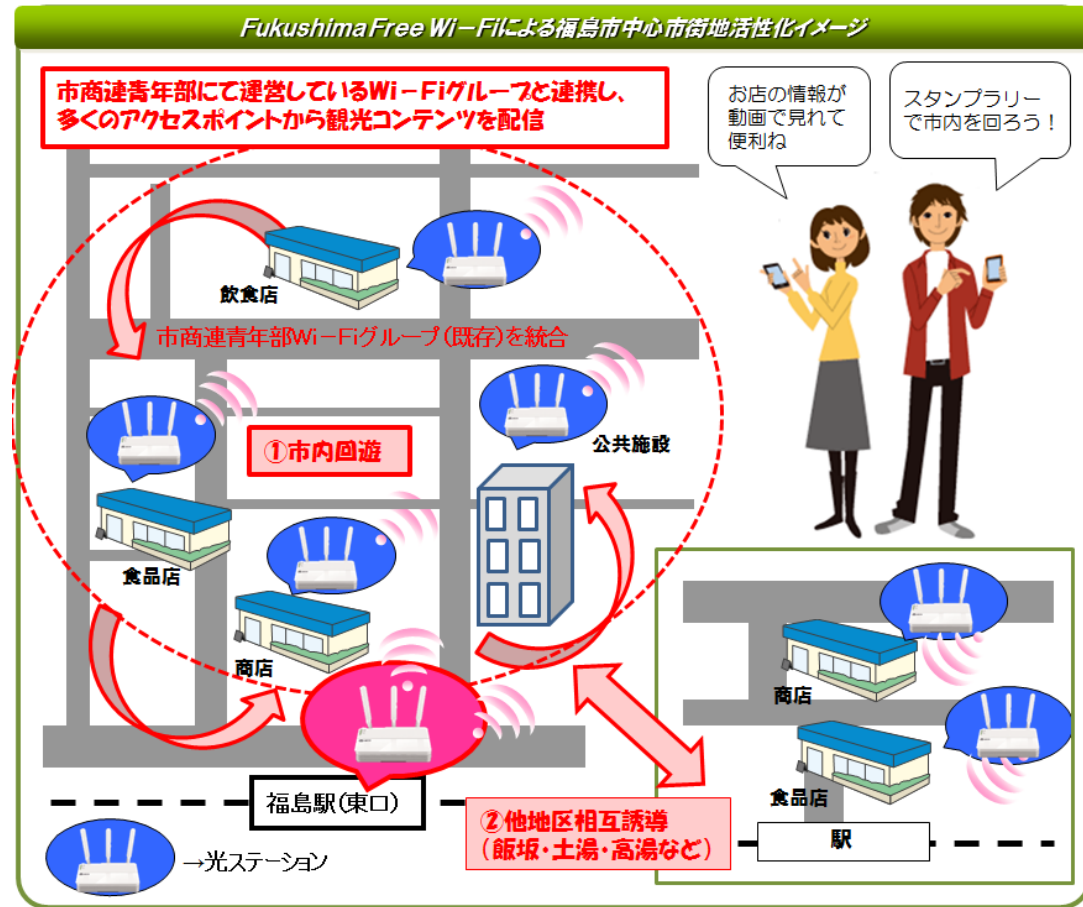 Fukushima Free Wi−Fiによる福島市中心市街地活性化イメージ
市商連青年部にて運営しているWi−Fiグループと連携し、
多くのアクセスポイントから観光コンテンツを配信
お店の情報が
動画で見れて
便利ね
スタンプラリー
で市内を回ろう！
飲食店
市商連青年部Wi−Fiグループ(既存)を統合
①市内回遊
公共施設
食品店
商店
商店
食品店
福島駅(東口)
②他地区相互誘導
（飯坂・土湯・高湯など）
駅
→光ステーション